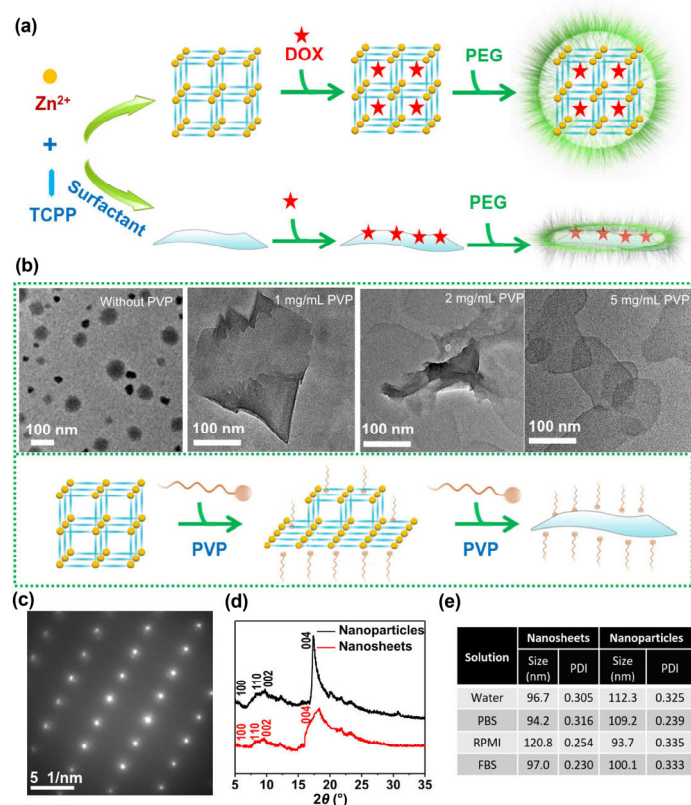 (a)
Zn²⁺
+
TCPP
Surfactant
DOX
PEG
PEG
(b)
Without PVP
1 mg/mL PVP
2 mg/mL PVP
5 mg/mL PVP
100 nm
100 nm
100 nm
100 nm
PVP
PVP
(c)
5 1/nm
(d)
Nanoparticles
Nanosheets
100
110
002
004
100
110
002
004
5 10 15 20 25 30 35
2θ (°)
(e)
Solution Nanosheets Nanoparticles
Size (nm) PDI Size (nm) PDI
Water 96.7 0.305 112.3 0.325
PBS 94.2 0.316 109.2 0.239
RPMI 120.8 0.254 93.7 0.335
FBS 97.0 0.230 100.1 0.333